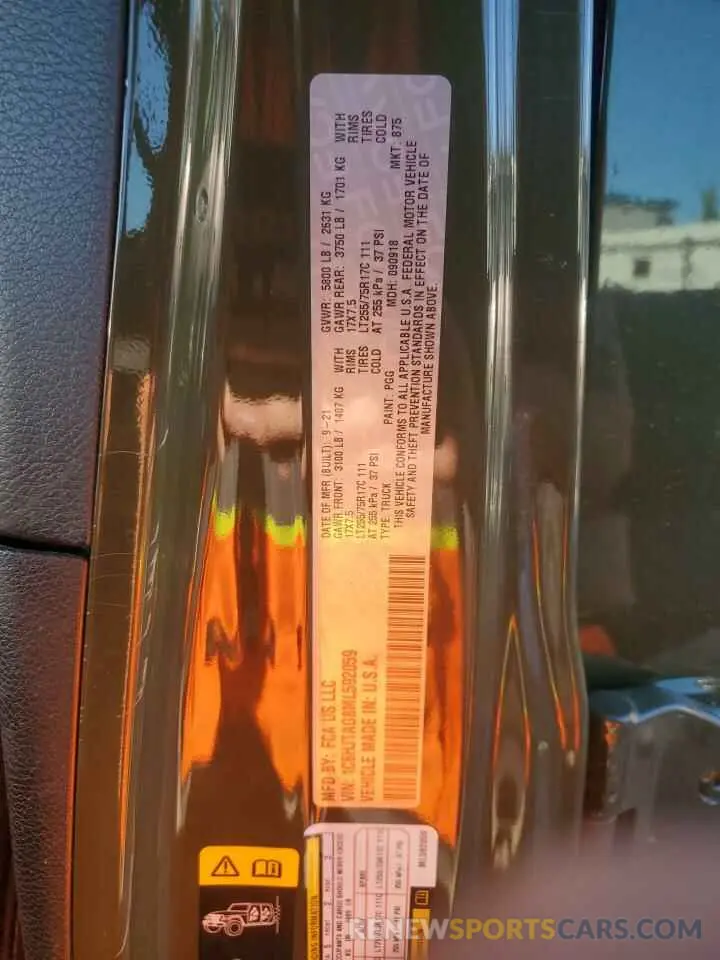 MFD BY: FCA US LLC
VIN: 1C6HJTAG8ML592059
VEHICLE MADE IN: U.S.A.
DATE OF MFR (BUILT): 9-21
GAWR FRONT: 3100 LB / 1407 KG WITH
17X7.5 RIMS
LT255/75R17C 111 TIRES
AT 255 kPa / 37 PSI COLD
TYPE: TRUCK PAINT: PGG
GVWR: 5800 LB / 2631 KG
GAWR REAR: 3750 LB / 1701 KG WITH
17X7.5 RIMS
LT255/75R17C 111 TIRES
AT 255 kPa / 37 PSI COLD
MDH: 090918 MKT: 875
THIS VEHICLE CONFORMS TO ALL APPLICABLE U.S.A. FEDERAL MOTOR VEHICLE
SAFETY AND THEFT PREVENTION STANDARDS IN EFFECT ON THE DATE OF
MANUFACTURE SHOWN ABOVE.
RENEWSPORTSCARS.COM